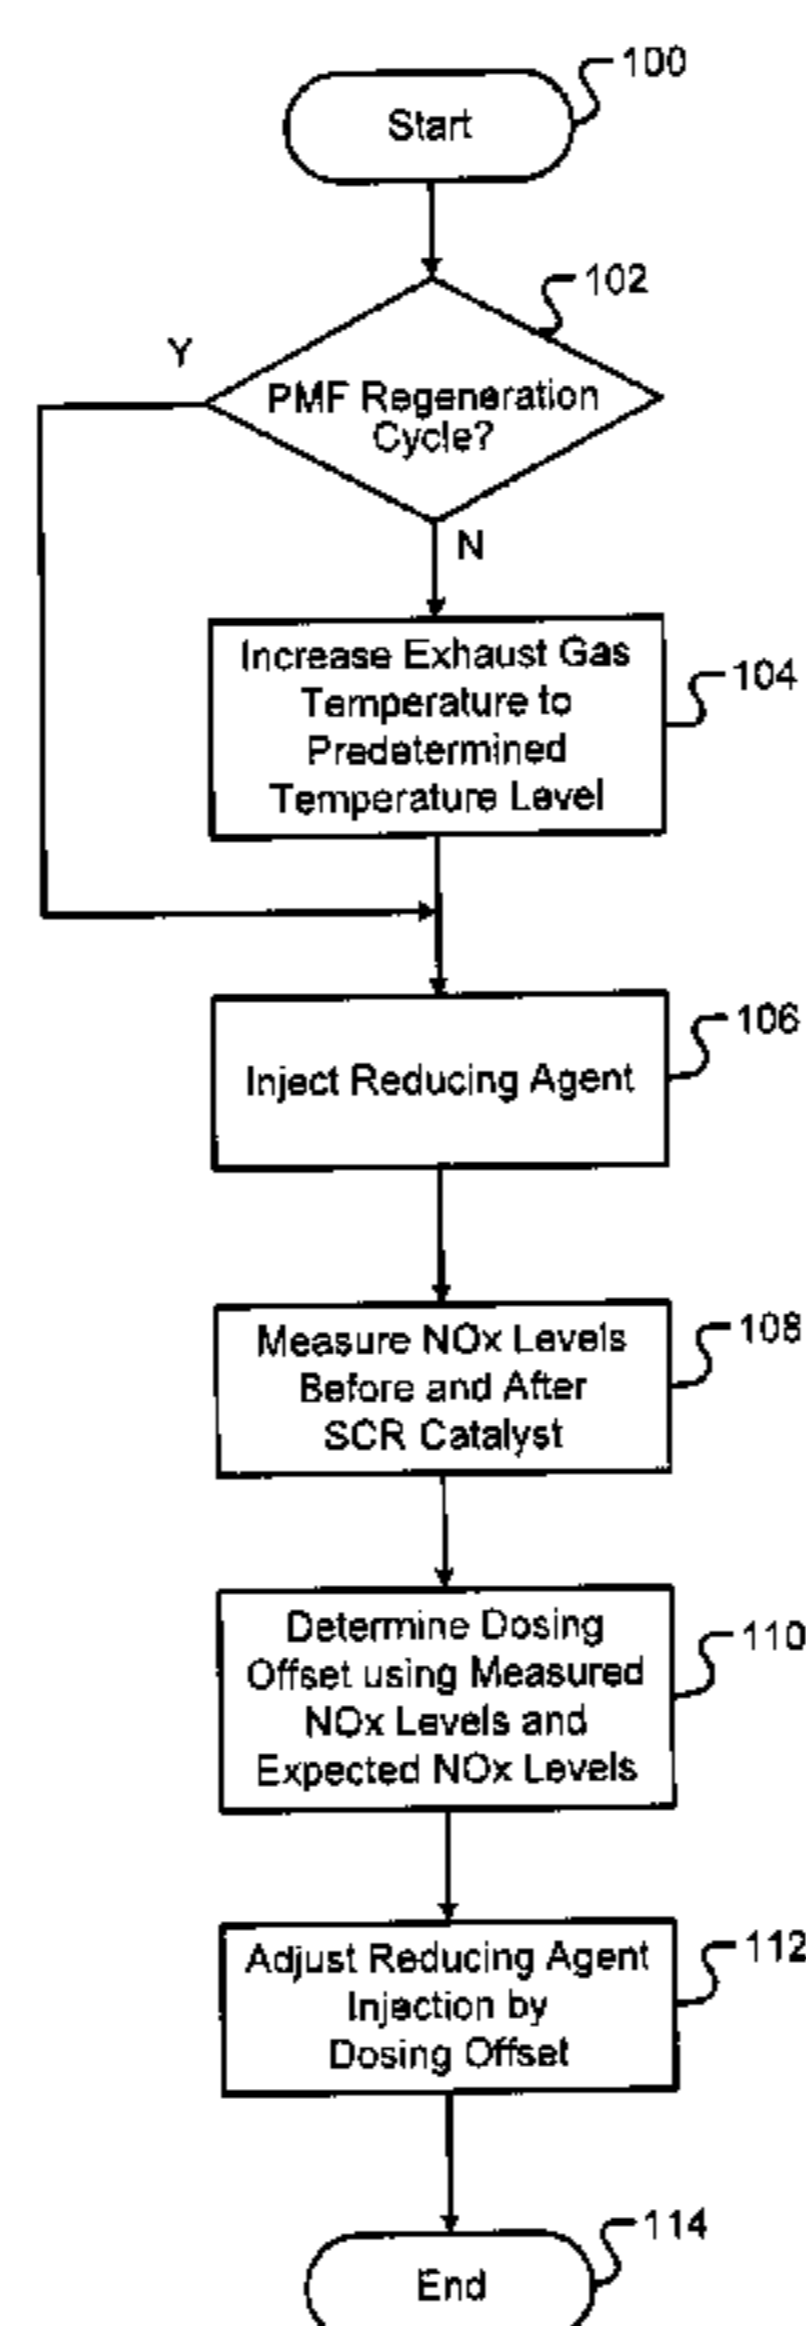 100
Start
102
Y
PMF Regeneration
Cycle?
N
Increase Exhaust Gas
Temperature to
Predetermined
Temperature Level
104
106
Inject Reducing Agent
108
Measure NOx Levels
Before and After
SCR Catalyst
110
Determine Dosing
Offset using Measured
NOx Levels and
Expected NOx Levels
112
Adjust Reducing Agent
Injection by
Dosing Offset
114
End